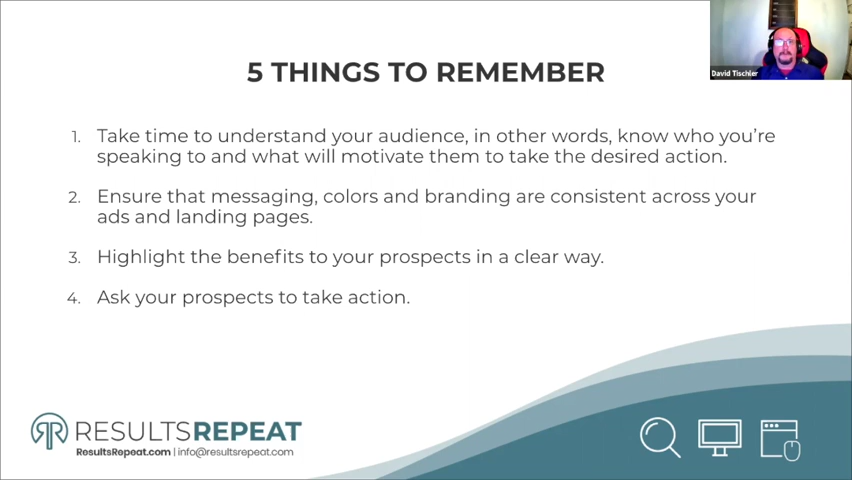 David Tischler
5 THINGS TO REMEMBER
1. Take time to understand your audience, in other words, know who you're
speaking to and what will motivate them to take the desired action.
2. Ensure that messaging, colors and branding are consistent across your
ads and landing pages.
3. Highlight the benefits to your prospects in a clear way.
4. Ask your prospects to take action.
RESULTSREPEAT
ResultsRepeat.com | info@resultsrepeat.com